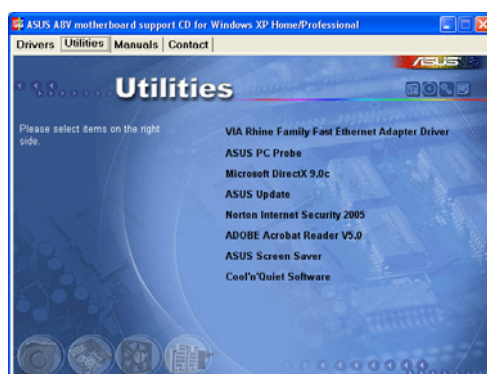 ASUS A8V motherboard support CD for Windows XP Home/Professional
Drivers Utilities Manuals Contact
ASUS
Utilities
Please select items on the right
side.
VIA Rhine Family Fast Ethernet Adapter Driver
ASUS PC Probe
Microsoft DirectX 9.0c
ASUS Update
Norton Internet Security 2005
ADOBE Acrobat Reader V5.0
ASUS Screen Saver
Cool'n'Quiet Software